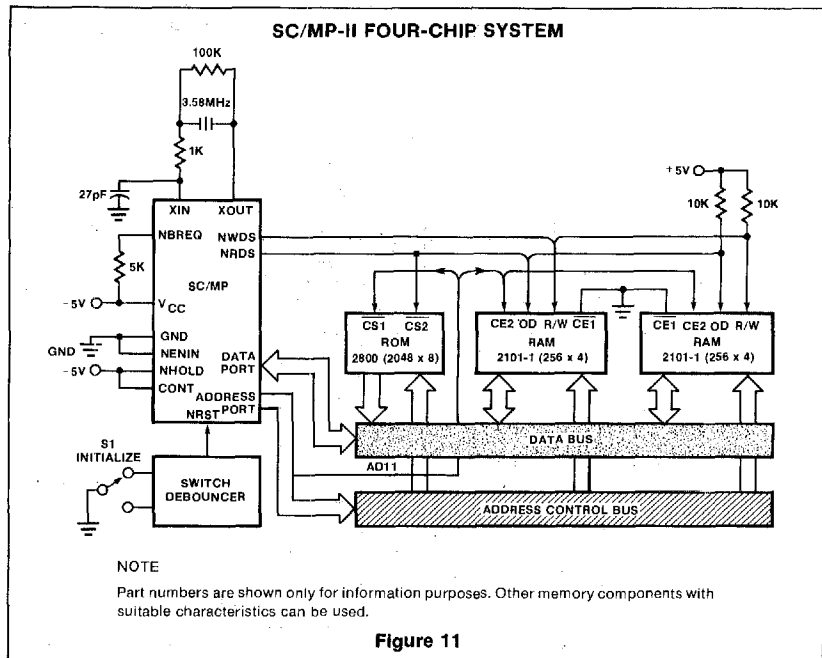 SC/MP-II FOUR-CHIP SYSTEM
100K
3.58MHz
1K
27pF
+5V
10K
10K
XIN
XOUT
NBREQ
NWDS
NRDS
5K
SC/MP
-5V
VCC
CS1
CS2
CE2 OD R/W CE1
CE1 CE2 OD R/W
ROM
RAM
RAM
2800 (2048 x 8)
2101-1 (256 x 4)
2101-1 (256 x 4)
GND
GND
NENIN
-5V
NHOLD
CONT
DATA
PORT
ADDRESS
PORT
NRST
S1
INITIALIZE
SWITCH
DEBOUNCER
DATA BUS
AD11
ADDRESS CONTROL BUS
NOTE
Part numbers are shown only for information purposes. Other memory components with
suitable characteristics can be used.
Figure 11